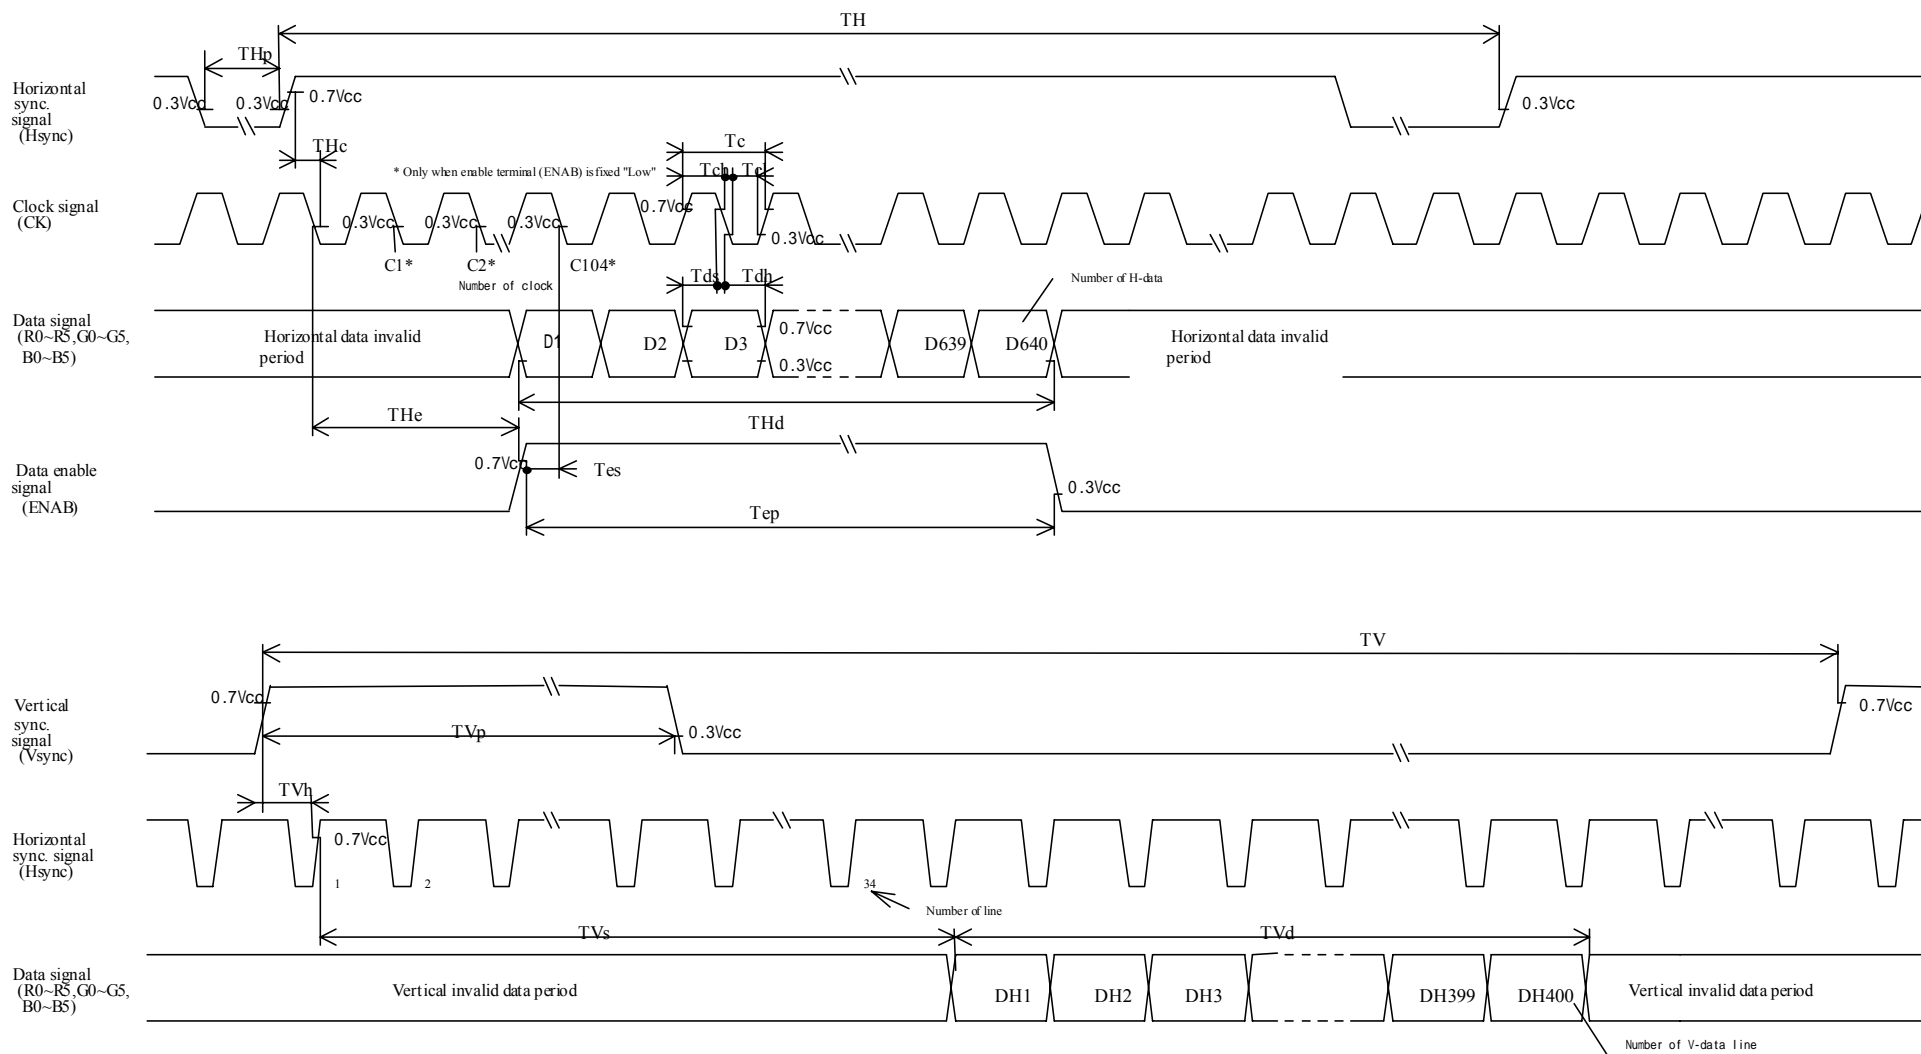 TH
THp
Horizontal
sync.
signal
(Hsync)
0.3Vcc
0.3Vcc
0.7Vcc
0.3Vcc
THc
Tc
* Only when enable terminal (ENAB) is fixed "Low"
Tch
Tcl
Clock signal
(CK)
0.7Vcc
0.3Vcc
0.3Vcc
0.3Vcc
0.3Vcc
C1*
C2*
C104*
Number of clock
Tds
Tdh
Number of H-data
Data signal
(R0~R5,G0~G5,
B0~B5)
Horizontal data invalid
period
D1
D2
D3
0.7Vcc
0.3Vcc
D639
D640
Horizontal data invalid
period
THe
THd
Data enable
signal
(ENAB)
0.7Vcc
Tes
0.3Vcc
Tep
TV
Vertical
sync.
signal
(Vsync)
0.7Vcc
0.7Vcc
TVp
0.3Vcc
TVh
Horizontal
sync. signal
(Hsync)
0.7Vcc
1
2
34
Number of line
TVs
TVd
Data signal
(R0~R5,G0~G5,
B0~B5)
Vertical invalid data period
DH1
DH2
DH3
DH399
DH400
Vertical invalid data period
Number of V-data line